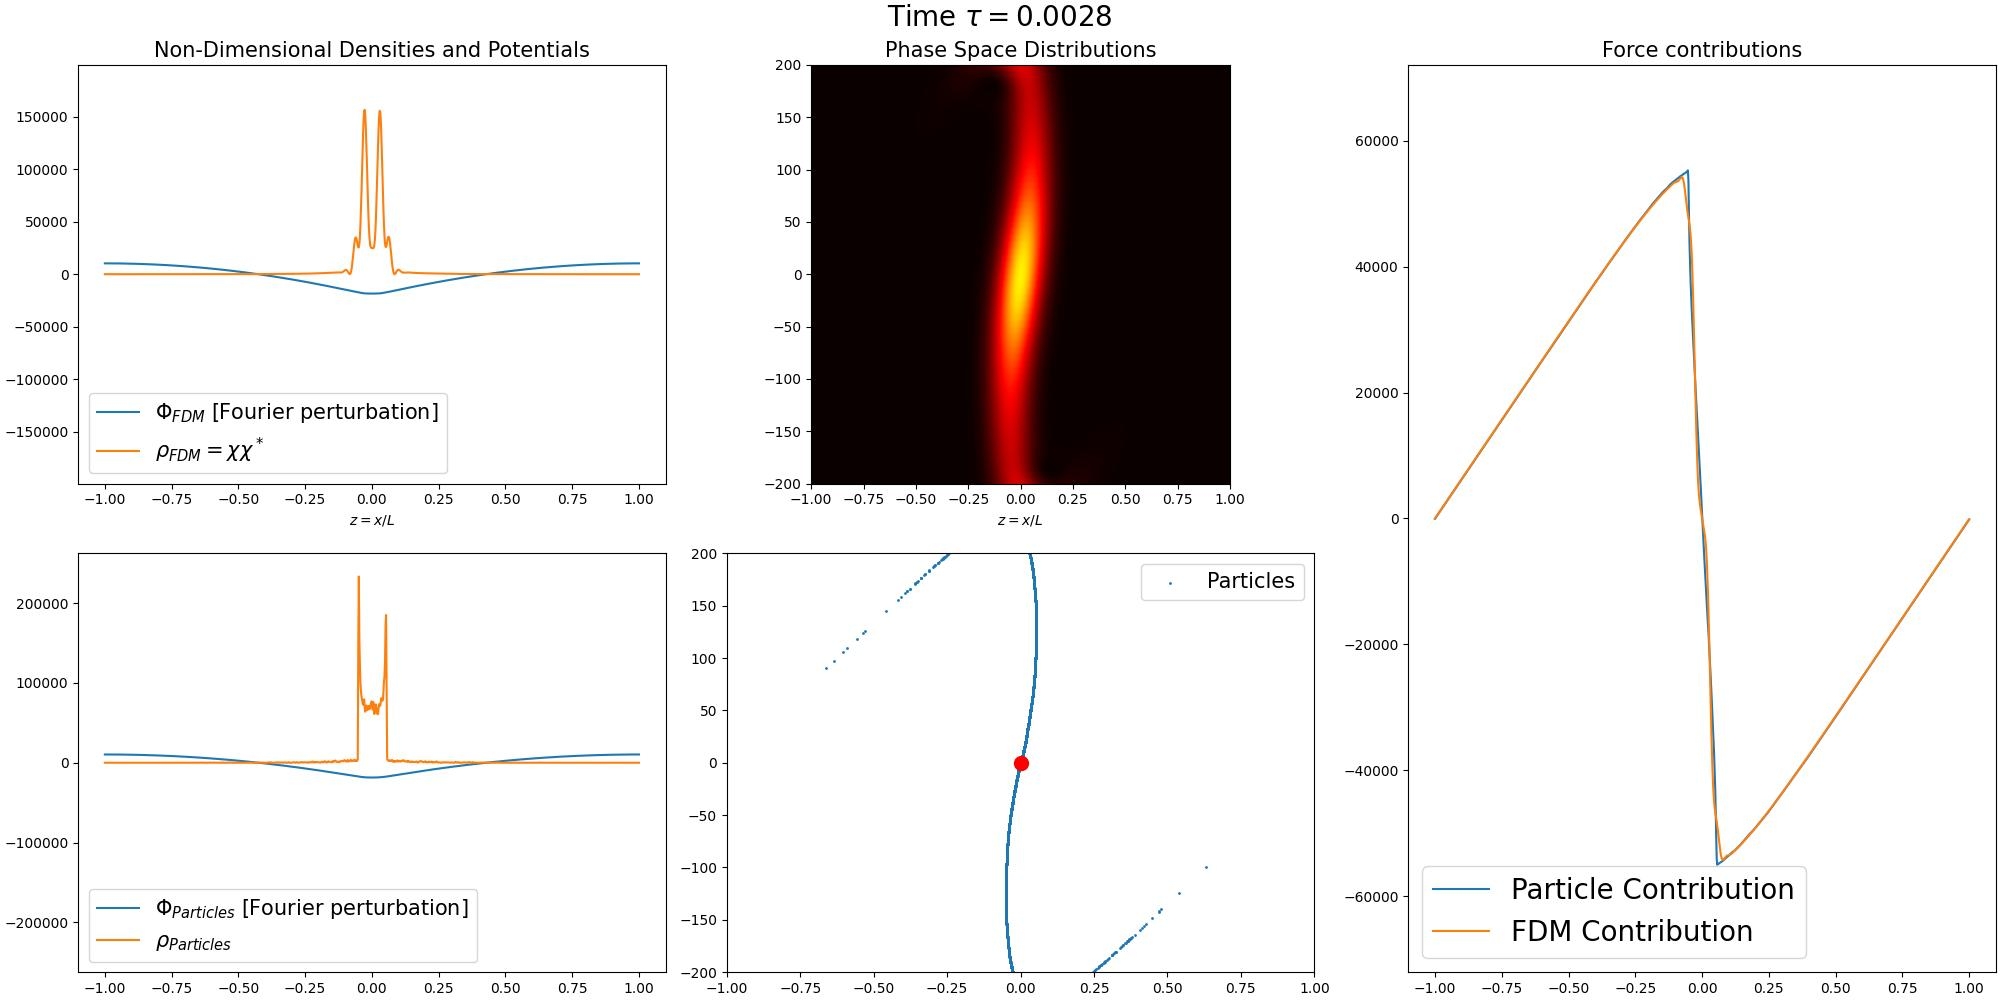 Time τ = 0.0028
Non-Dimensional Densities and Potentials
150000
100000
50000
0
−50000
−100000
−150000
Φ_FDM [Fourier perturbation]
ρ_FDM = χχ*
−1.00 −0.75 −0.50 −0.25 0.00 0.25 0.50 0.75 1.00
z = x/L
Phase Space Distributions
200
150
100
50
0
−50
−100
−150
−200
−1.00 −0.75 −0.50 −0.25 0.00 0.25 0.50 0.75 1.00
z = x/L
Force contributions
60000
40000
20000
0
−20000
−40000
−60000
Particle Contribution
FDM Contribution
−1.00 −0.75 −0.50 −0.25 0.00 0.25 0.50 0.75 1.00
200000
100000
0
−100000
−200000
Φ_Particles [Fourier perturbation]
ρ_Particles
−1.00 −0.75 −0.50 −0.25 0.00 0.25 0.50 0.75 1.00
200
150
100
50
0
−50
−100
−150
−200
Particles
−1.00 −0.75 −0.50 −0.25 0.00 0.25 0.50 0.75 1.00